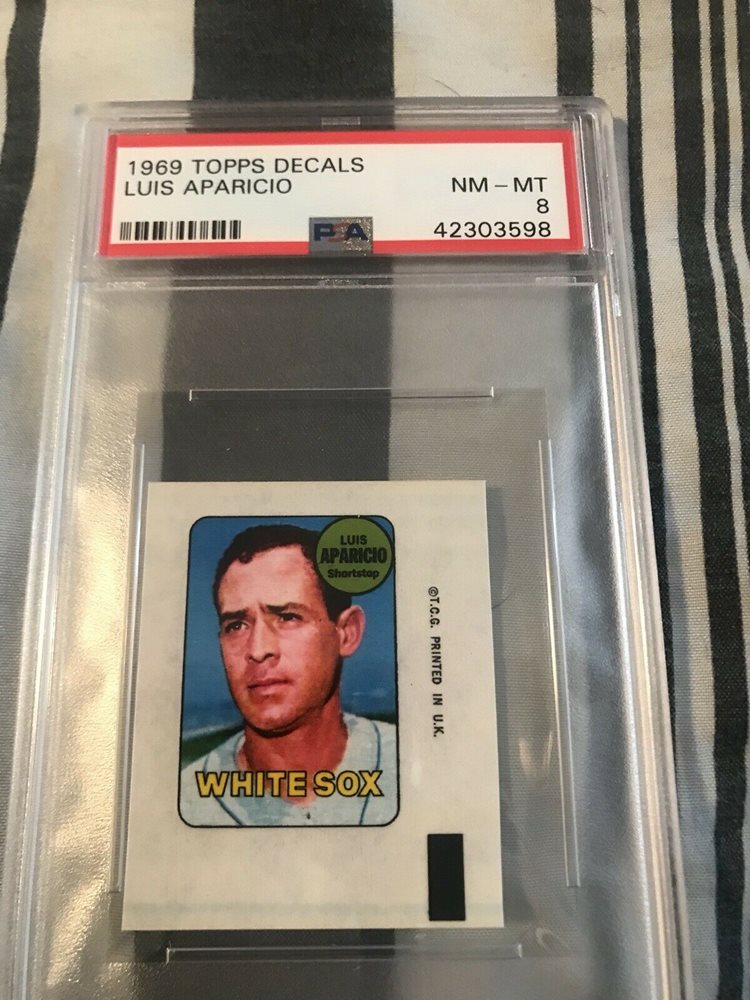 1969 TOPPS DECALS
LUIS APARICIO
NM – MT
8
PSA
42303598
LUIS
APARICIO
Shortstop
WHITE SOX
©T.C.G. PRINTED IN U.K.